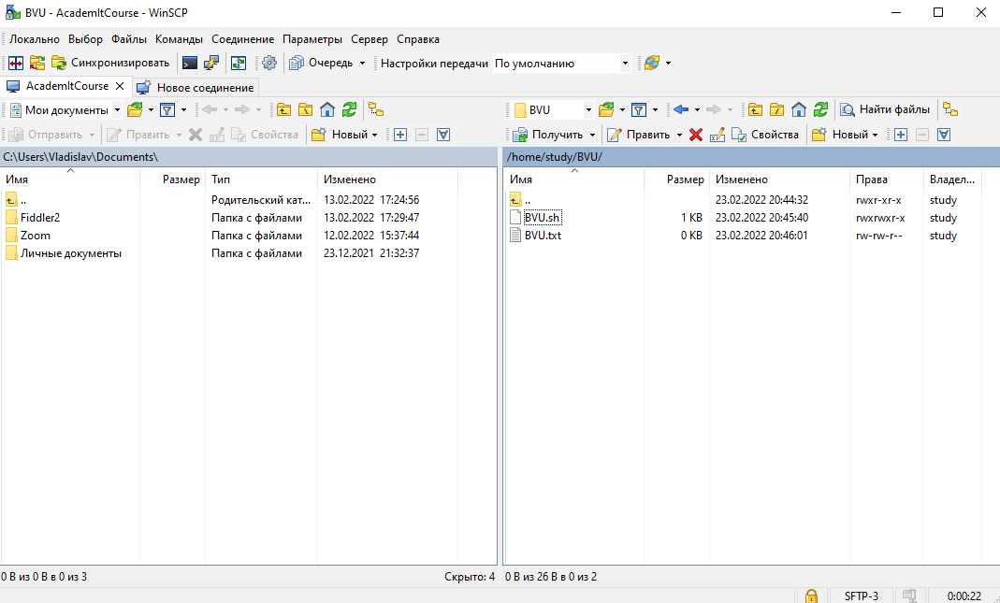 BVU - AcademItCourse - WinSCP
Локально Выбор Файлы Команды Соединение Параметры Сервер Справка
Синхронизировать Очередь Настройки передачи По умолчанию
AcademItCourse Новое соединение
Мои документы BVU Найти файлы
Отправить Править Свойства Новый Получить Править Свойства Новый
C:\Users\Vladislav\Documents\ /home/study/BVU/
Имя Размер Тип Изменено Имя Размер Изменено Права Владел...
.. Родительский кат... 13.02.2022 17:24:56 .. 23.02.2022 20:44:32 rwxr-xr-x study
Fiddler2 Папка с файлами 13.02.2022 17:29:47 BVU.sh 1 KB 23.02.2022 20:45:40 rwxrwxr-x study
Zoom Папка с файлами 12.02.2022 15:37:44 BVU.txt 0 KB 23.02.2022 20:46:01 rw-rw-r-- study
Личные документы Папка с файлами 23.12.2021 21:32:37
0 B из 0 B в 0 из 3 Скрыто: 4 0 B из 26 B в 0 из 2
SFTP-3 0:00:22